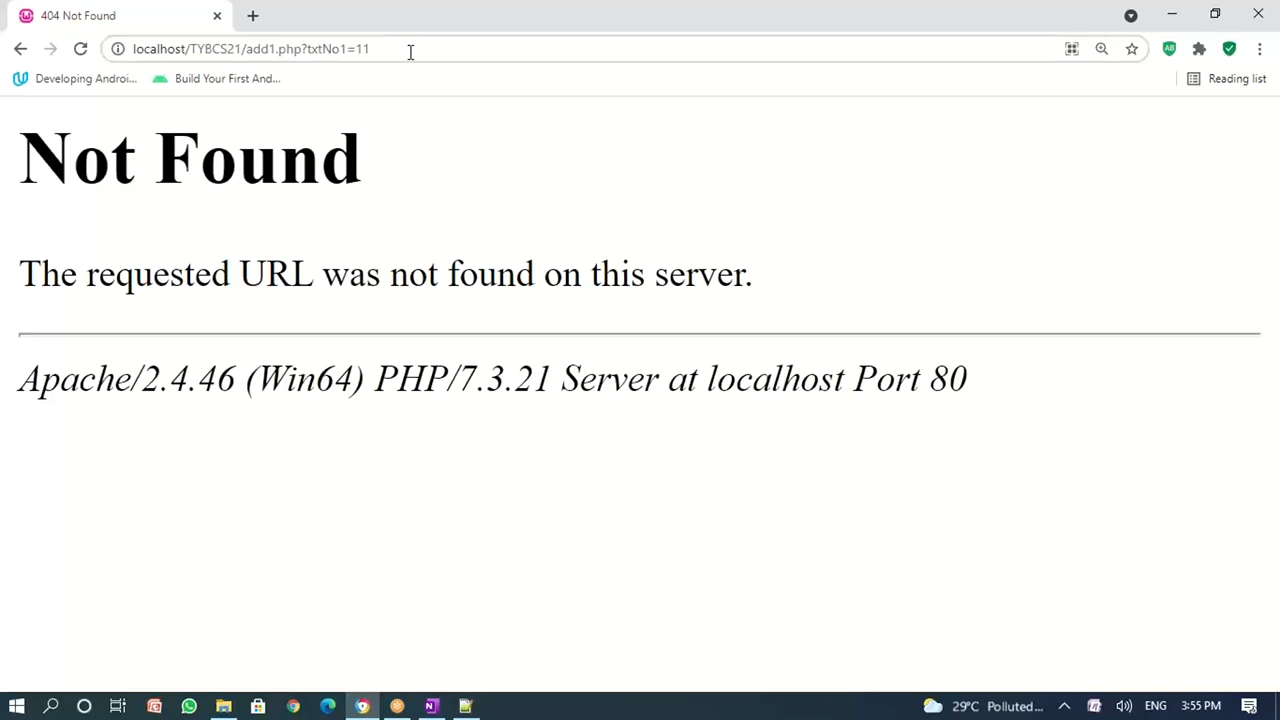 404 Not Found
localhost/TYBCS21/add1.php?txtNo1=11
Developing Androi...
Build Your First And...
Reading list
Not Found
The requested URL was not found on this server.
Apache/2.4.46 (Win64) PHP/7.3.21 Server at localhost Port 80
29°C Polluted...
ENG
3:55 PM